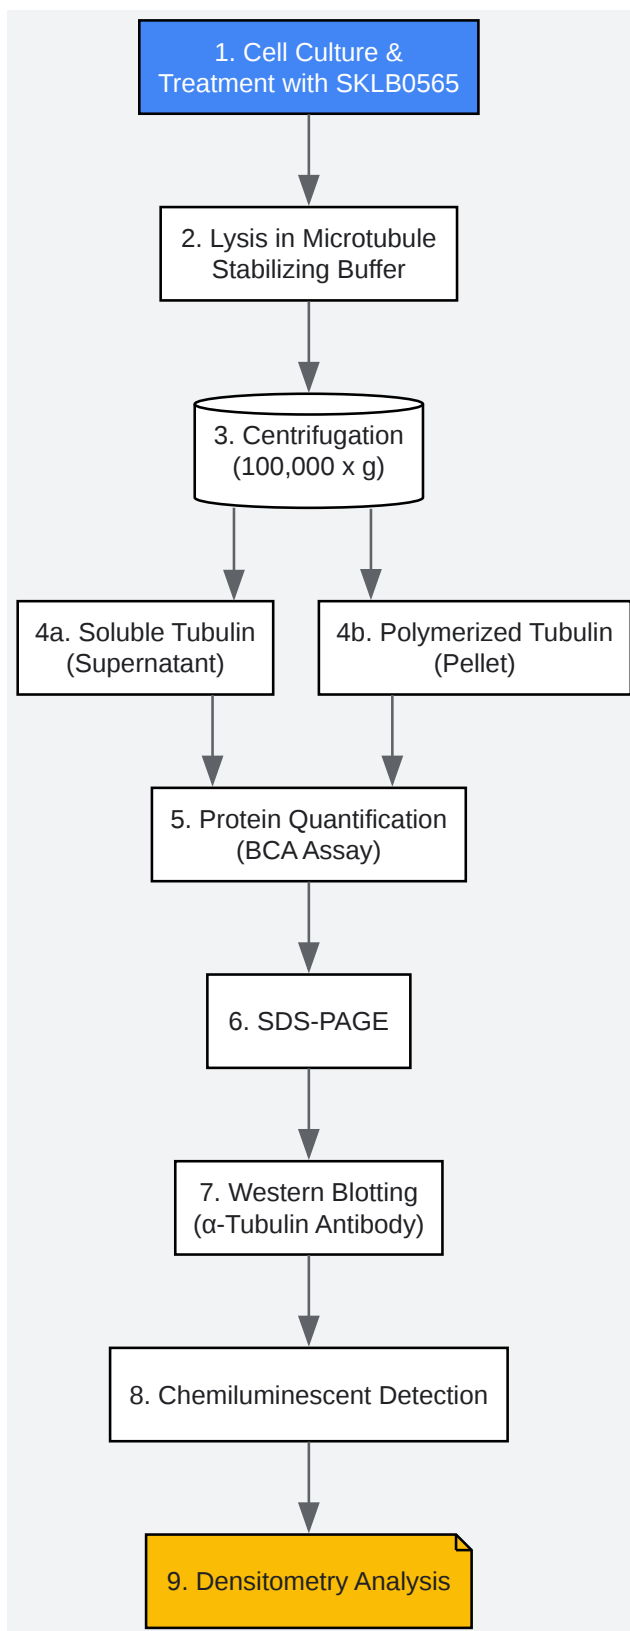 1. Cell Culture &
Treatment with SKLB0565
2. Lysis in Microtubule
Stabilizing Buffer
3. Centrifugation
(100,000 x g)
4a. Soluble Tubulin
(Supernatant)
4b. Polymerized Tubulin
(Pellet)
5. Protein Quantification
(BCA Assay)
6. SDS-PAGE
7. Western Blotting
(α-Tubulin Antibody)
8. Chemiluminescent Detection
9. Densitometry Analysis